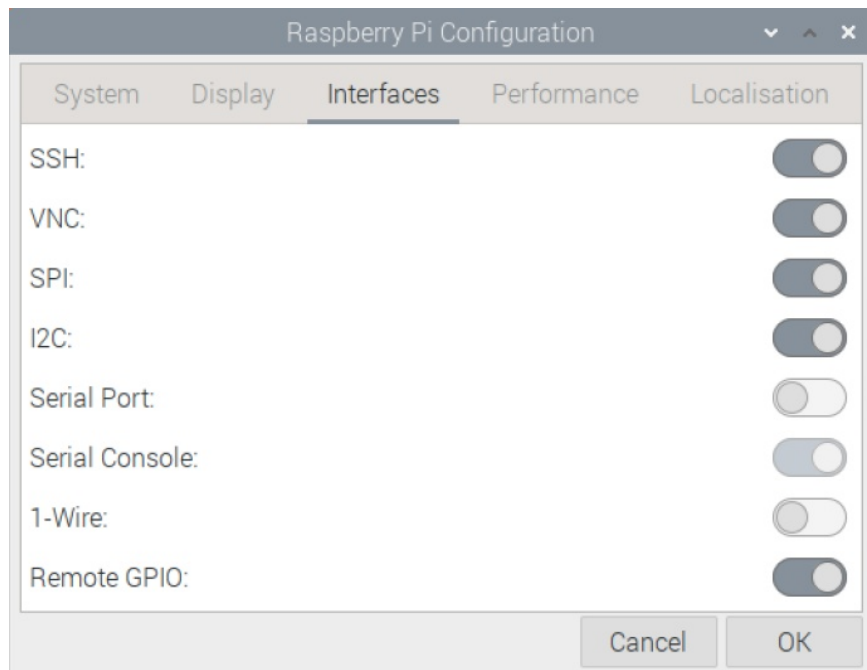 Raspberry Pi Configuration
System Display Interfaces Performance Localisation
SSH:
VNC:
SPI:
I2C:
Serial Port:
Serial Console:
1-Wire:
Remote GPIO:
Cancel OK